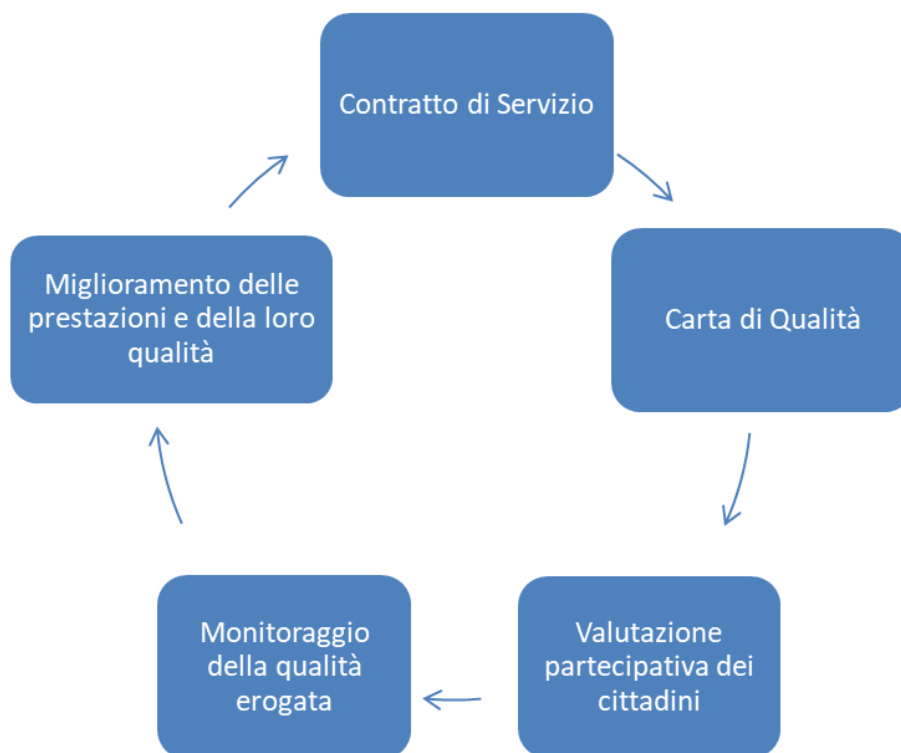 Contratto di Servizio
Carta di Qualità
Valutazione
partecipativa dei
cittadini
Monitoraggio
della qualità
erogata
Miglioramento delle
prestazioni e della loro
qualità